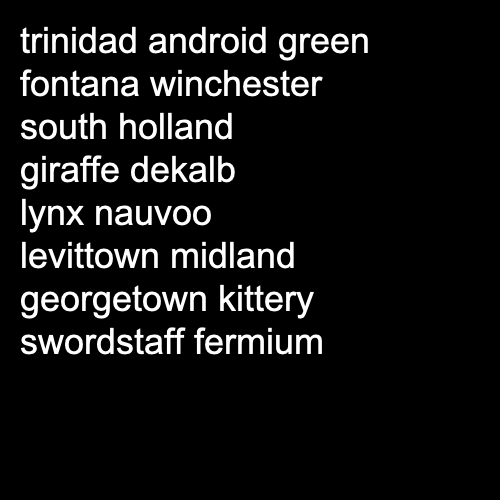 trinidad android green
fontana winchester
south holland
giraffe dekalb
lynx nauvoo
levittown midland
georgetown kittery
swordstaff fermium